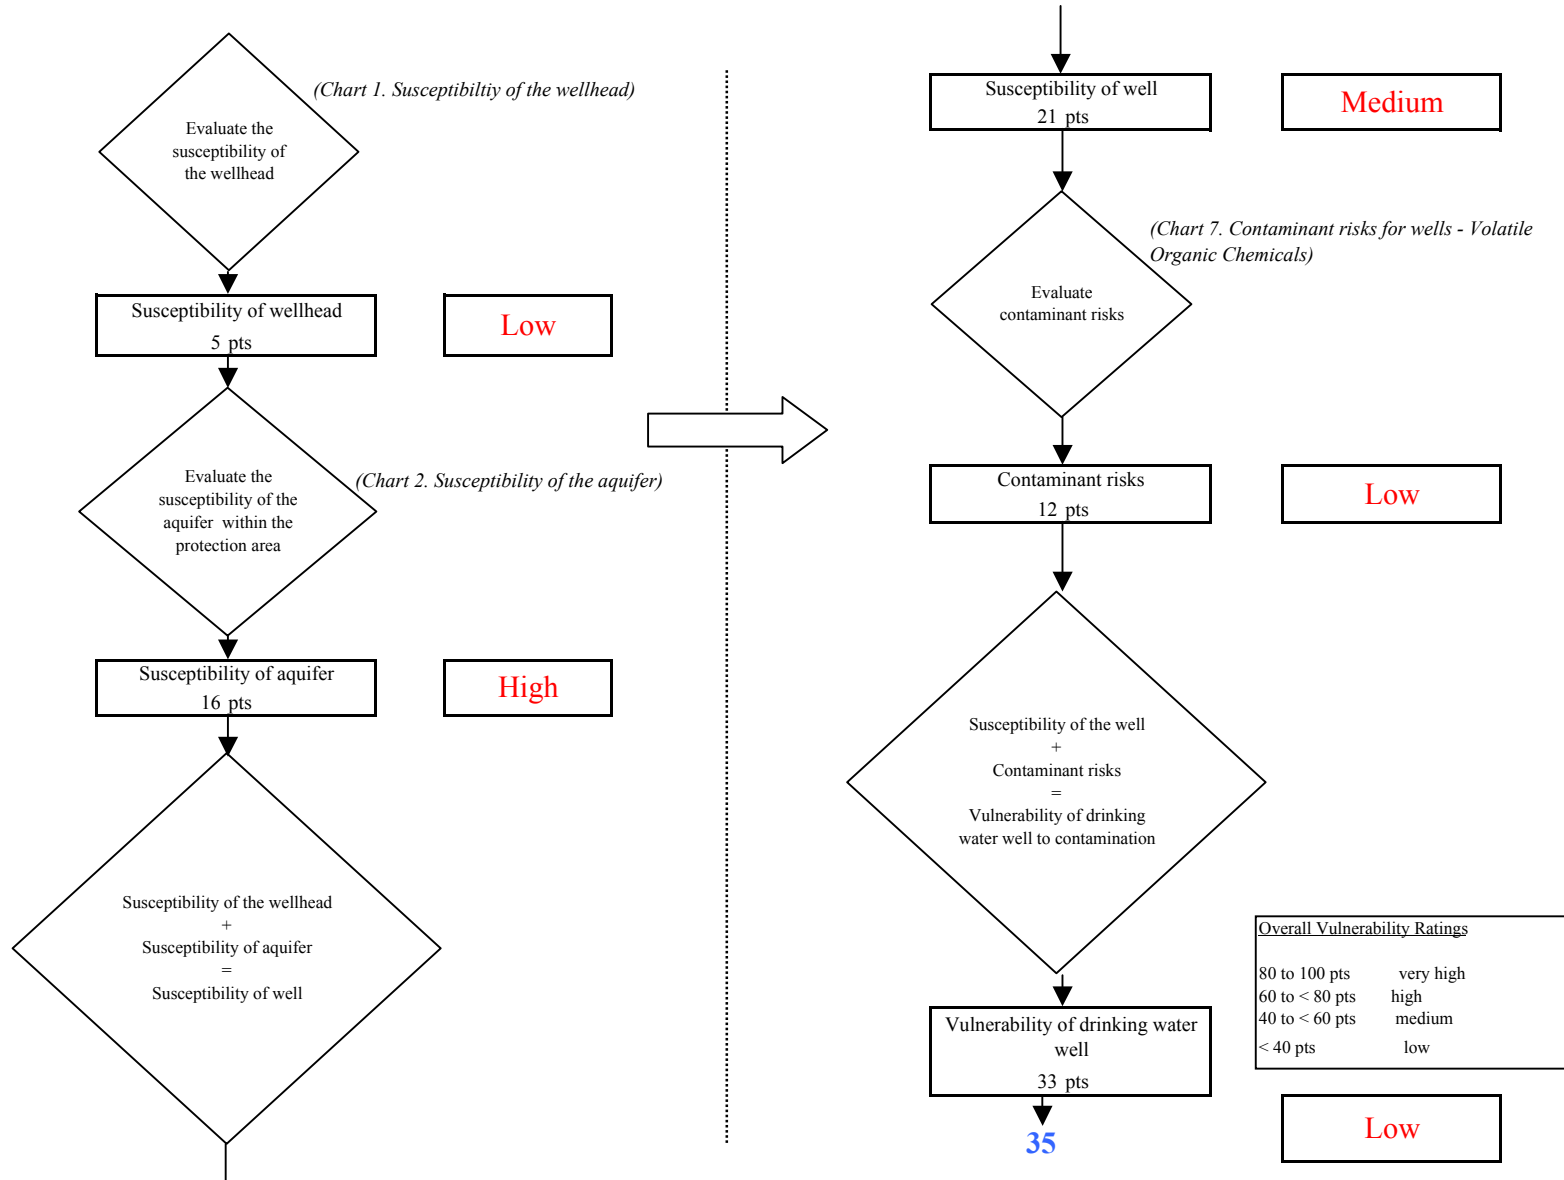 (Chart 1. Susceptibiltiy of the wellhead)
Evaluate the
susceptibility of
the wellhead
Susceptibility of wellhead
5 pts
Low
(Chart 2. Susceptibility of the aquifer)
Evaluate the
susceptibility of the
aquifer within the
protection area
Susceptibility of aquifer
16 pts
High
Susceptibility of the wellhead
+
Susceptibility of aquifer
=
Susceptibility of well
Susceptibility of well
21 pts
Medium
(Chart 7. Contaminant risks for wells - Volatile
Organic Chemicals)
Evaluate
contaminant risks
Contaminant risks
12 pts
Low
Susceptibility of the well
+
Contaminant risks
=
Vulnerability of drinking
water well to contamination
Overall Vulnerability Ratings
80 to 100 pts very high
60 to < 80 pts high
40 to < 60 pts medium
< 40 pts low
Vulnerability of drinking water
well
33 pts
35
Low